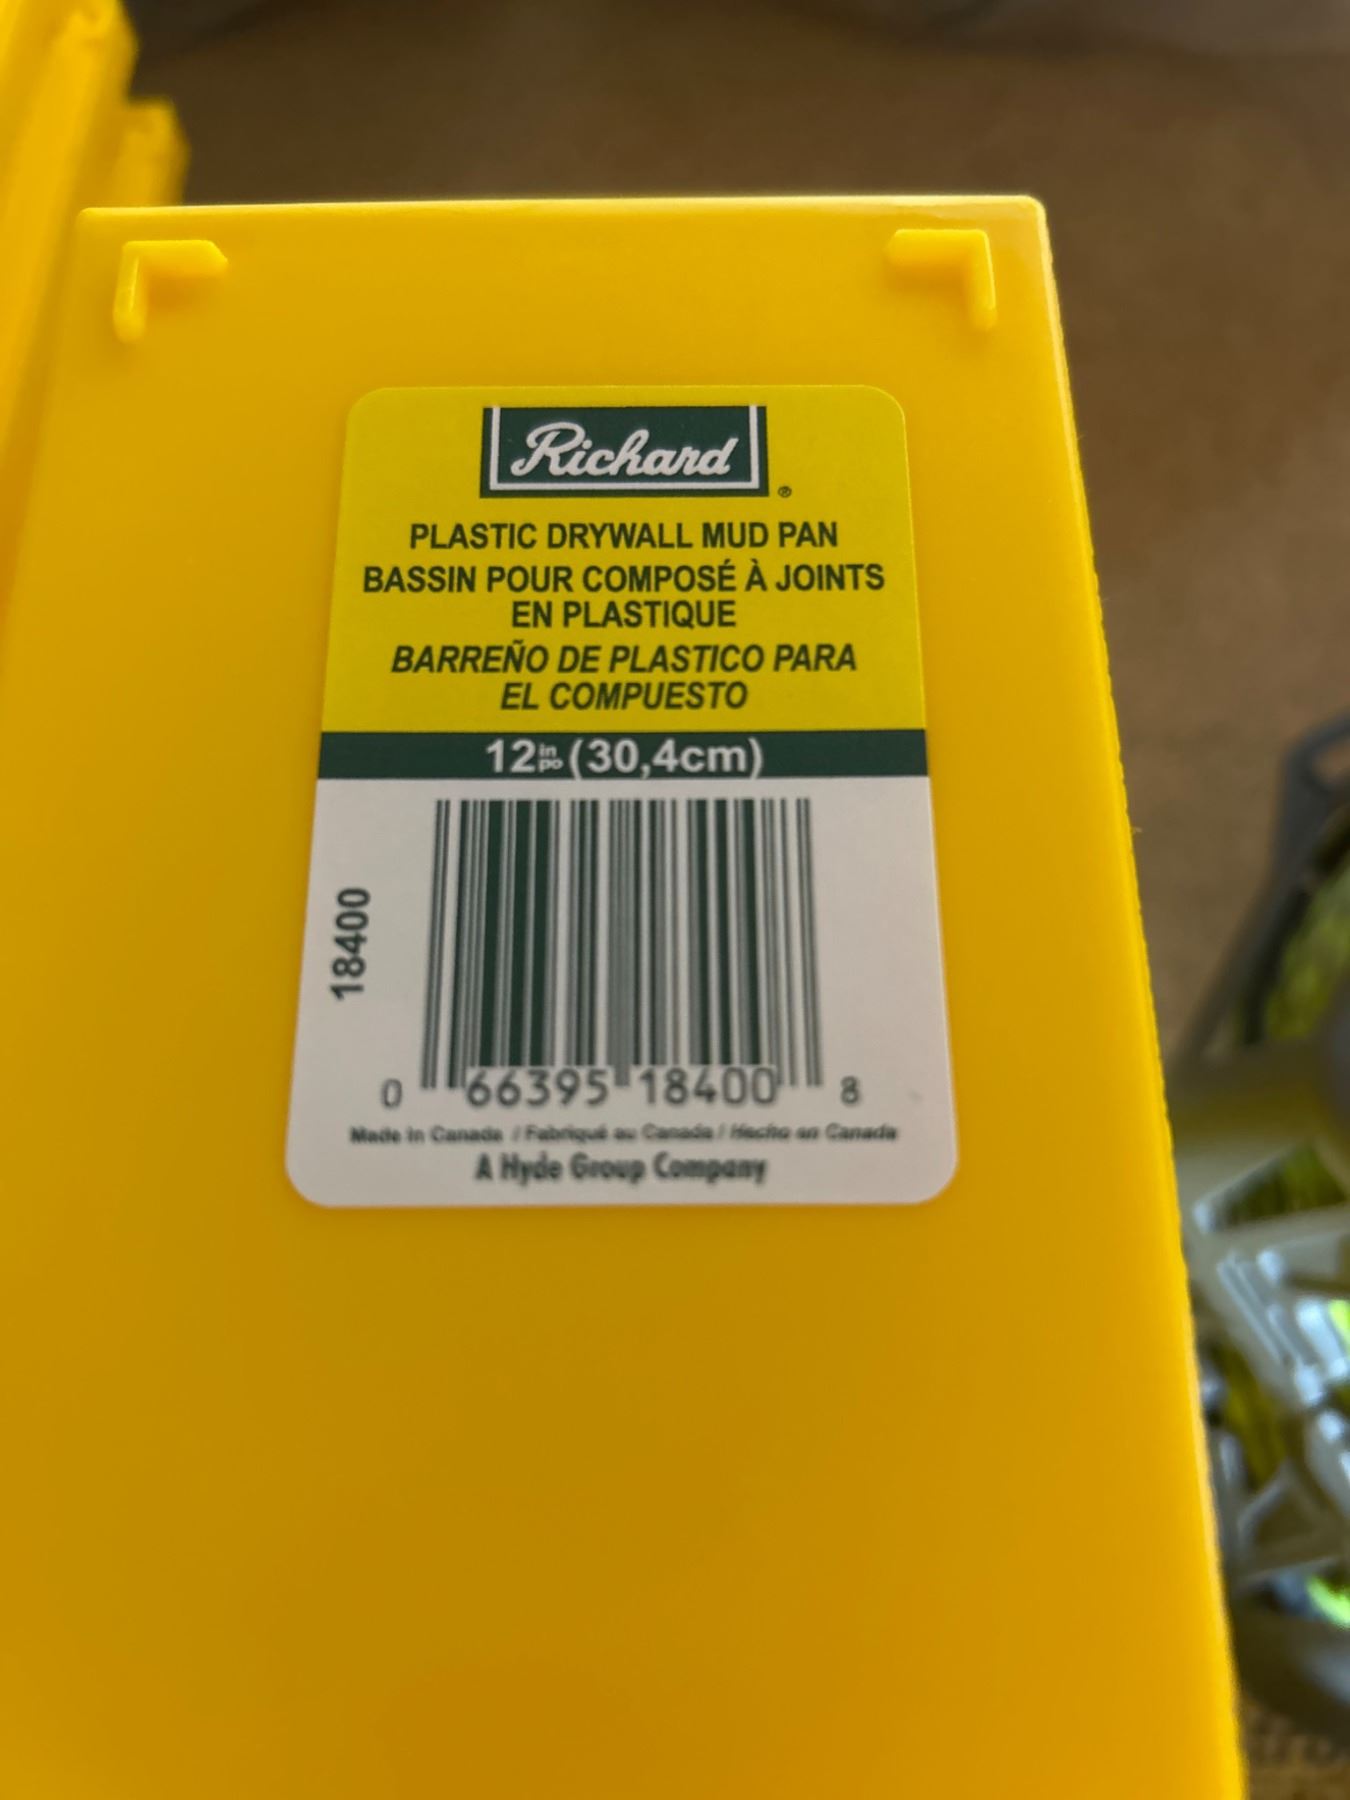 Richard®
PLASTIC DRYWALL MUD PAN
BASSIN POUR COMPOSÉ À JOINTS
EN PLASTIQUE
BARREÑO DE PLASTICO PARA
EL COMPUESTO
12 in po (30,4cm)
18400
0 66395 18400 8
Made in Canada / Fabriqué au Canada / Hecho en Canada
A Hyde Group Company